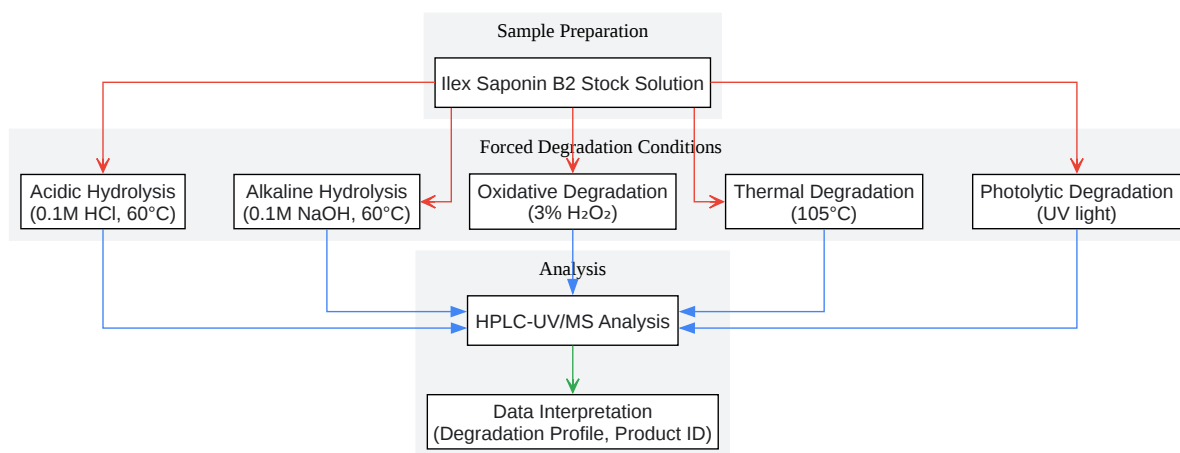 Sample Preparation
Ilex Saponin B2 Stock Solution
Forced Degradation Conditions
Acidic Hydrolysis
(0.1M HCl, 60°C)
Alkaline Hydrolysis
(0.1M NaOH, 60°C)
Oxidative Degradation
(3% H₂O₂)
Thermal Degradation
(105°C)
Photolytic Degradation
(UV light)
Analysis
HPLC-UV/MS Analysis
Data Interpretation
(Degradation Profile, Product ID)